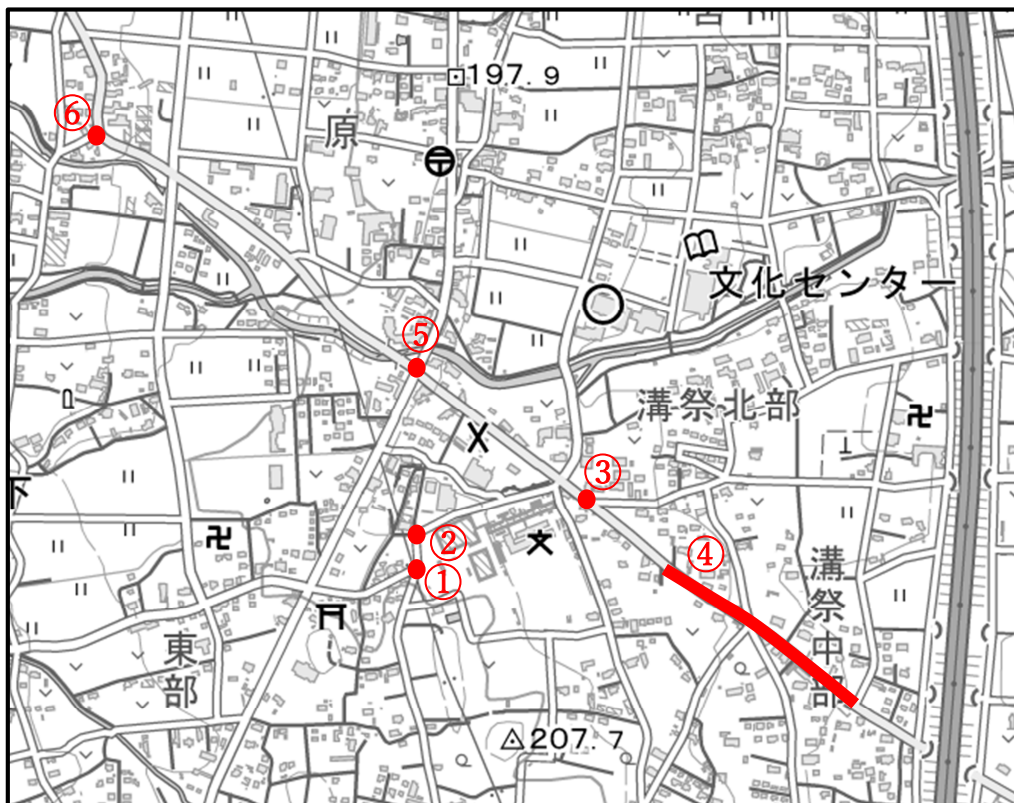 197.9
⑥
原
文化センター
⑤
溝祭北部
③
②
④
①
溝祭中部
東部
207.7